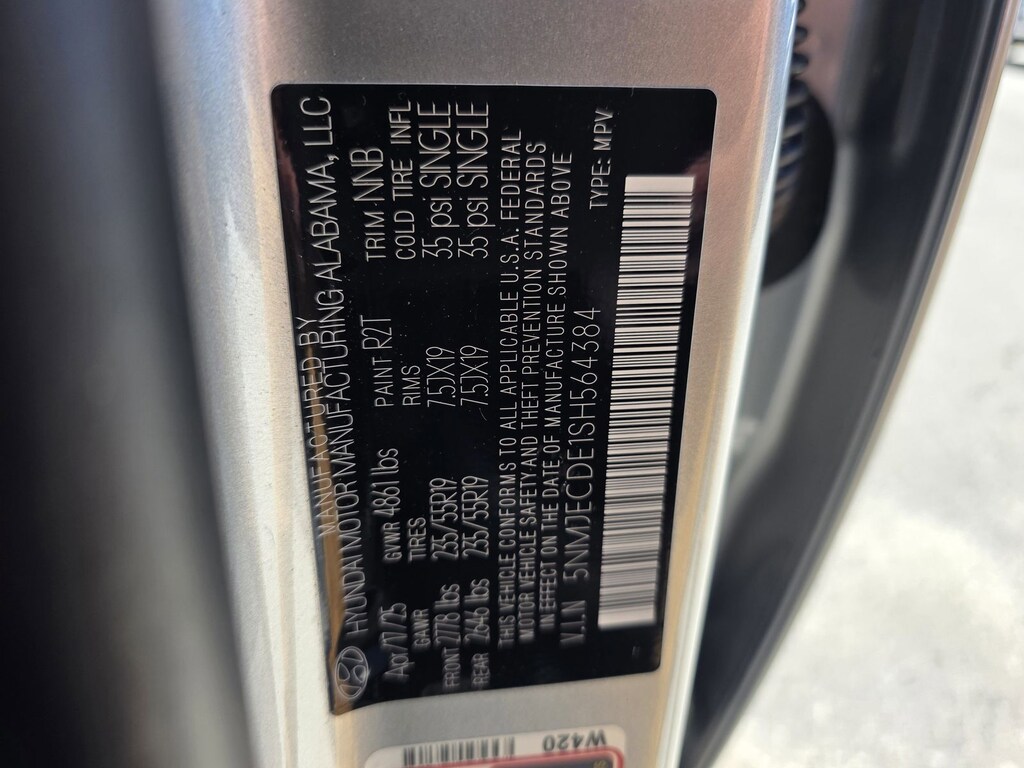 MANUFACTURED BY
HYUNDAI MOTOR MANUFACTURING ALABAMA, LLC
Apr/7/25 GVWR 4861 lbs PAINT R2T TRIM NNB
GAWR TIRES RIMS COLD TIRE INFL
FRONT 2778 lbs 235/55R19 7.5JX19 35 psi SINGLE
REAR 2646 lbs 235/55R19 7.5JX19 35 psi SINGLE
THIS VEHICLE CONFORMS TO ALL APPLICABLE U.S.A. FEDERAL
MOTOR VEHICLE SAFETY AND THEFT PREVENTION STANDARDS
IN EFFECT ON THE DATE OF MANUFACTURE SHOWN ABOVE
V.I.N 5NMJECDE1SH564384 TYPE: MPV
W420